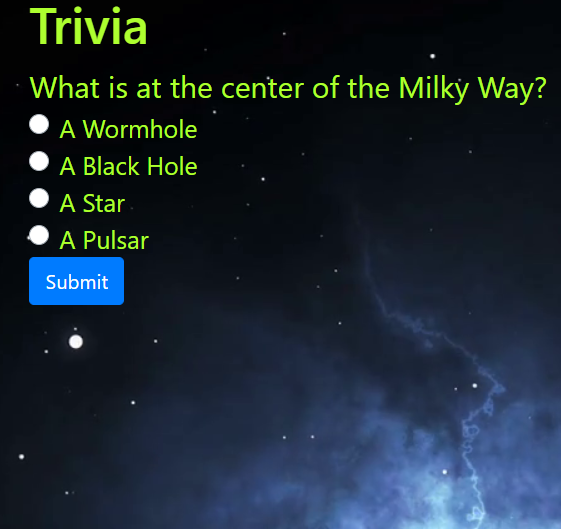 Trivia
What is at the center of the Milky Way?
A Wormhole
A Black Hole
A Star
A Pulsar
Submit